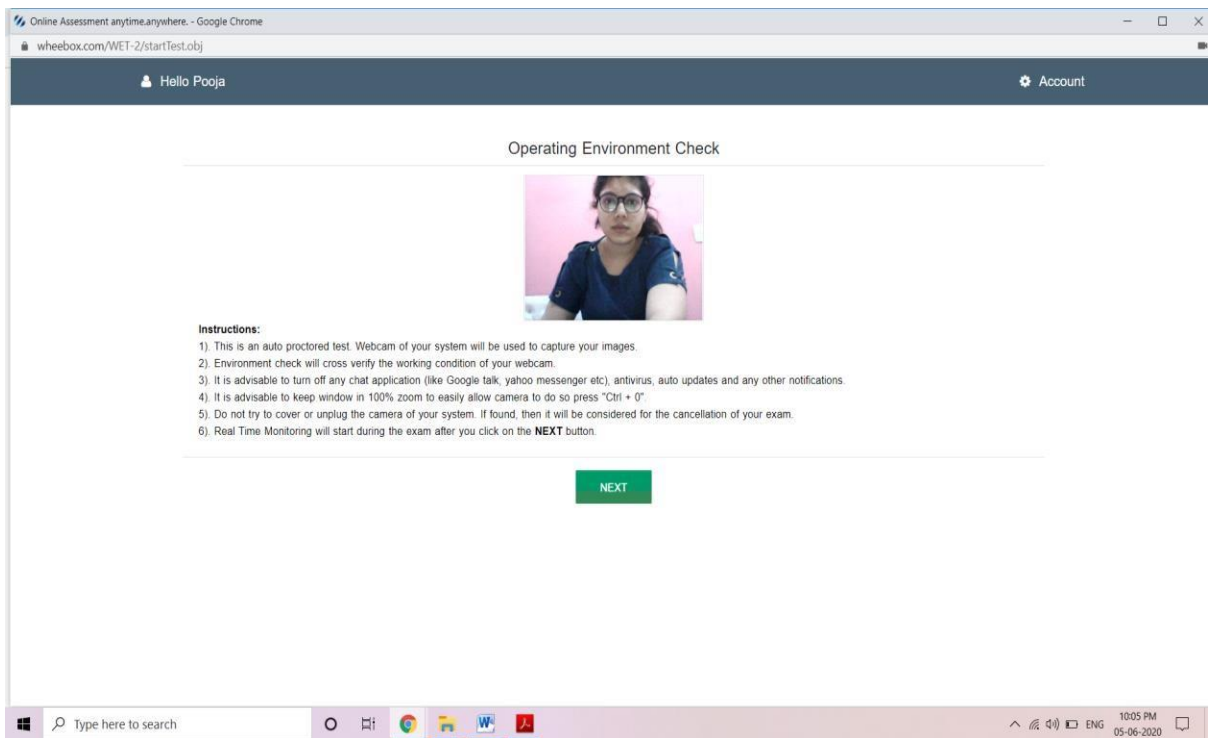 Online Assessment anytime.anywhere. - Google Chrome
wheebox.com/WET-2/startTest.obj
Hello Pooja
Account
Operating Environment Check
Instructions:
1). This is an auto proctored test. Webcam of your system will be used to capture your images.
2). Environment check will cross verify the working condition of your webcam.
3). It is advisable to turn off any chat application (like Google talk, yahoo messenger etc), antivirus, auto updates and any other notifications.
4). It is advisable to keep window in 100% zoom to easily allow camera to do so press "Ctrl + 0".
5). Do not try to cover or unplug the camera of your system. If found, then it will be considered for the cancellation of your exam.
6). Real Time Monitoring will start during the exam after you click on the NEXT button.
NEXT
Type here to search
ENG
10:05 PM
05-06-2020